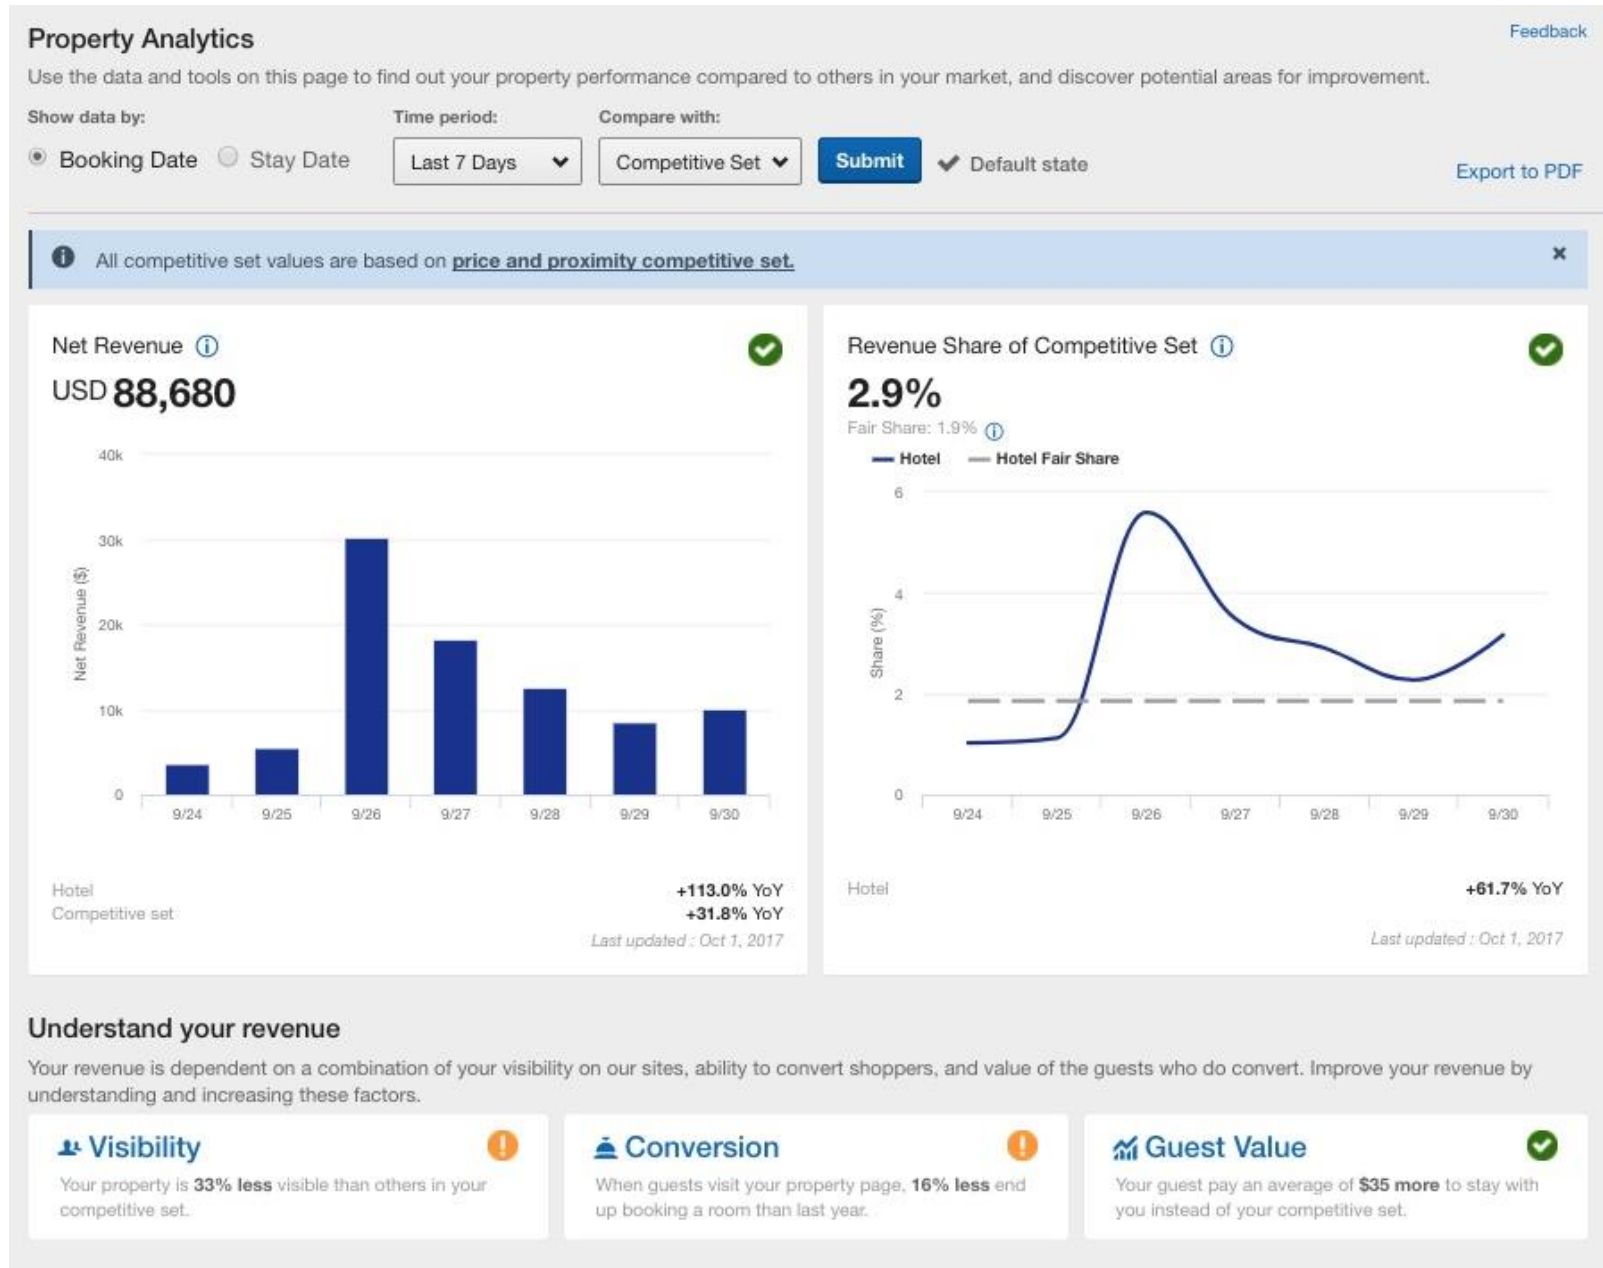 Property Analytics
Feedback
Use the data and tools on this page to find out your property performance compared to others in your market, and discover potential areas for improvement.
Show data by:
Time period:
Compare with:
Booking Date
Stay Date
Last 7 Days
Competitive Set
Submit
Default state
Export to PDF
All competitive set values are based on price and proximity competitive set.
Net Revenue
USD 88,680
40k
30k
20k
10k
0
Net Revenue ($)
9/24 9/25 9/26 9/27 9/28 9/29 9/30
Hotel +113.0% YoY
Competitive set +31.8% YoY
Last updated : Oct 1, 2017
Revenue Share of Competitive Set
2.9%
Fair Share: 1.9%
Hotel Hotel Fair Share
6
4
2
0
Share (%)
9/24 9/25 9/26 9/27 9/28 9/29 9/30
Hotel +61.7% YoY
Last updated : Oct 1, 2017
Understand your revenue
Your revenue is dependent on a combination of your visibility on our sites, ability to convert shoppers, and value of the guests who do convert. Improve your revenue by
understanding and increasing these factors.
Visibility
Your property is 33% less visible than others in your
competitive set.
Conversion
When guests visit your property page, 16% less end
up booking a room than last year.
Guest Value
Your guest pay an average of $35 more to stay with
you instead of your competitive set.